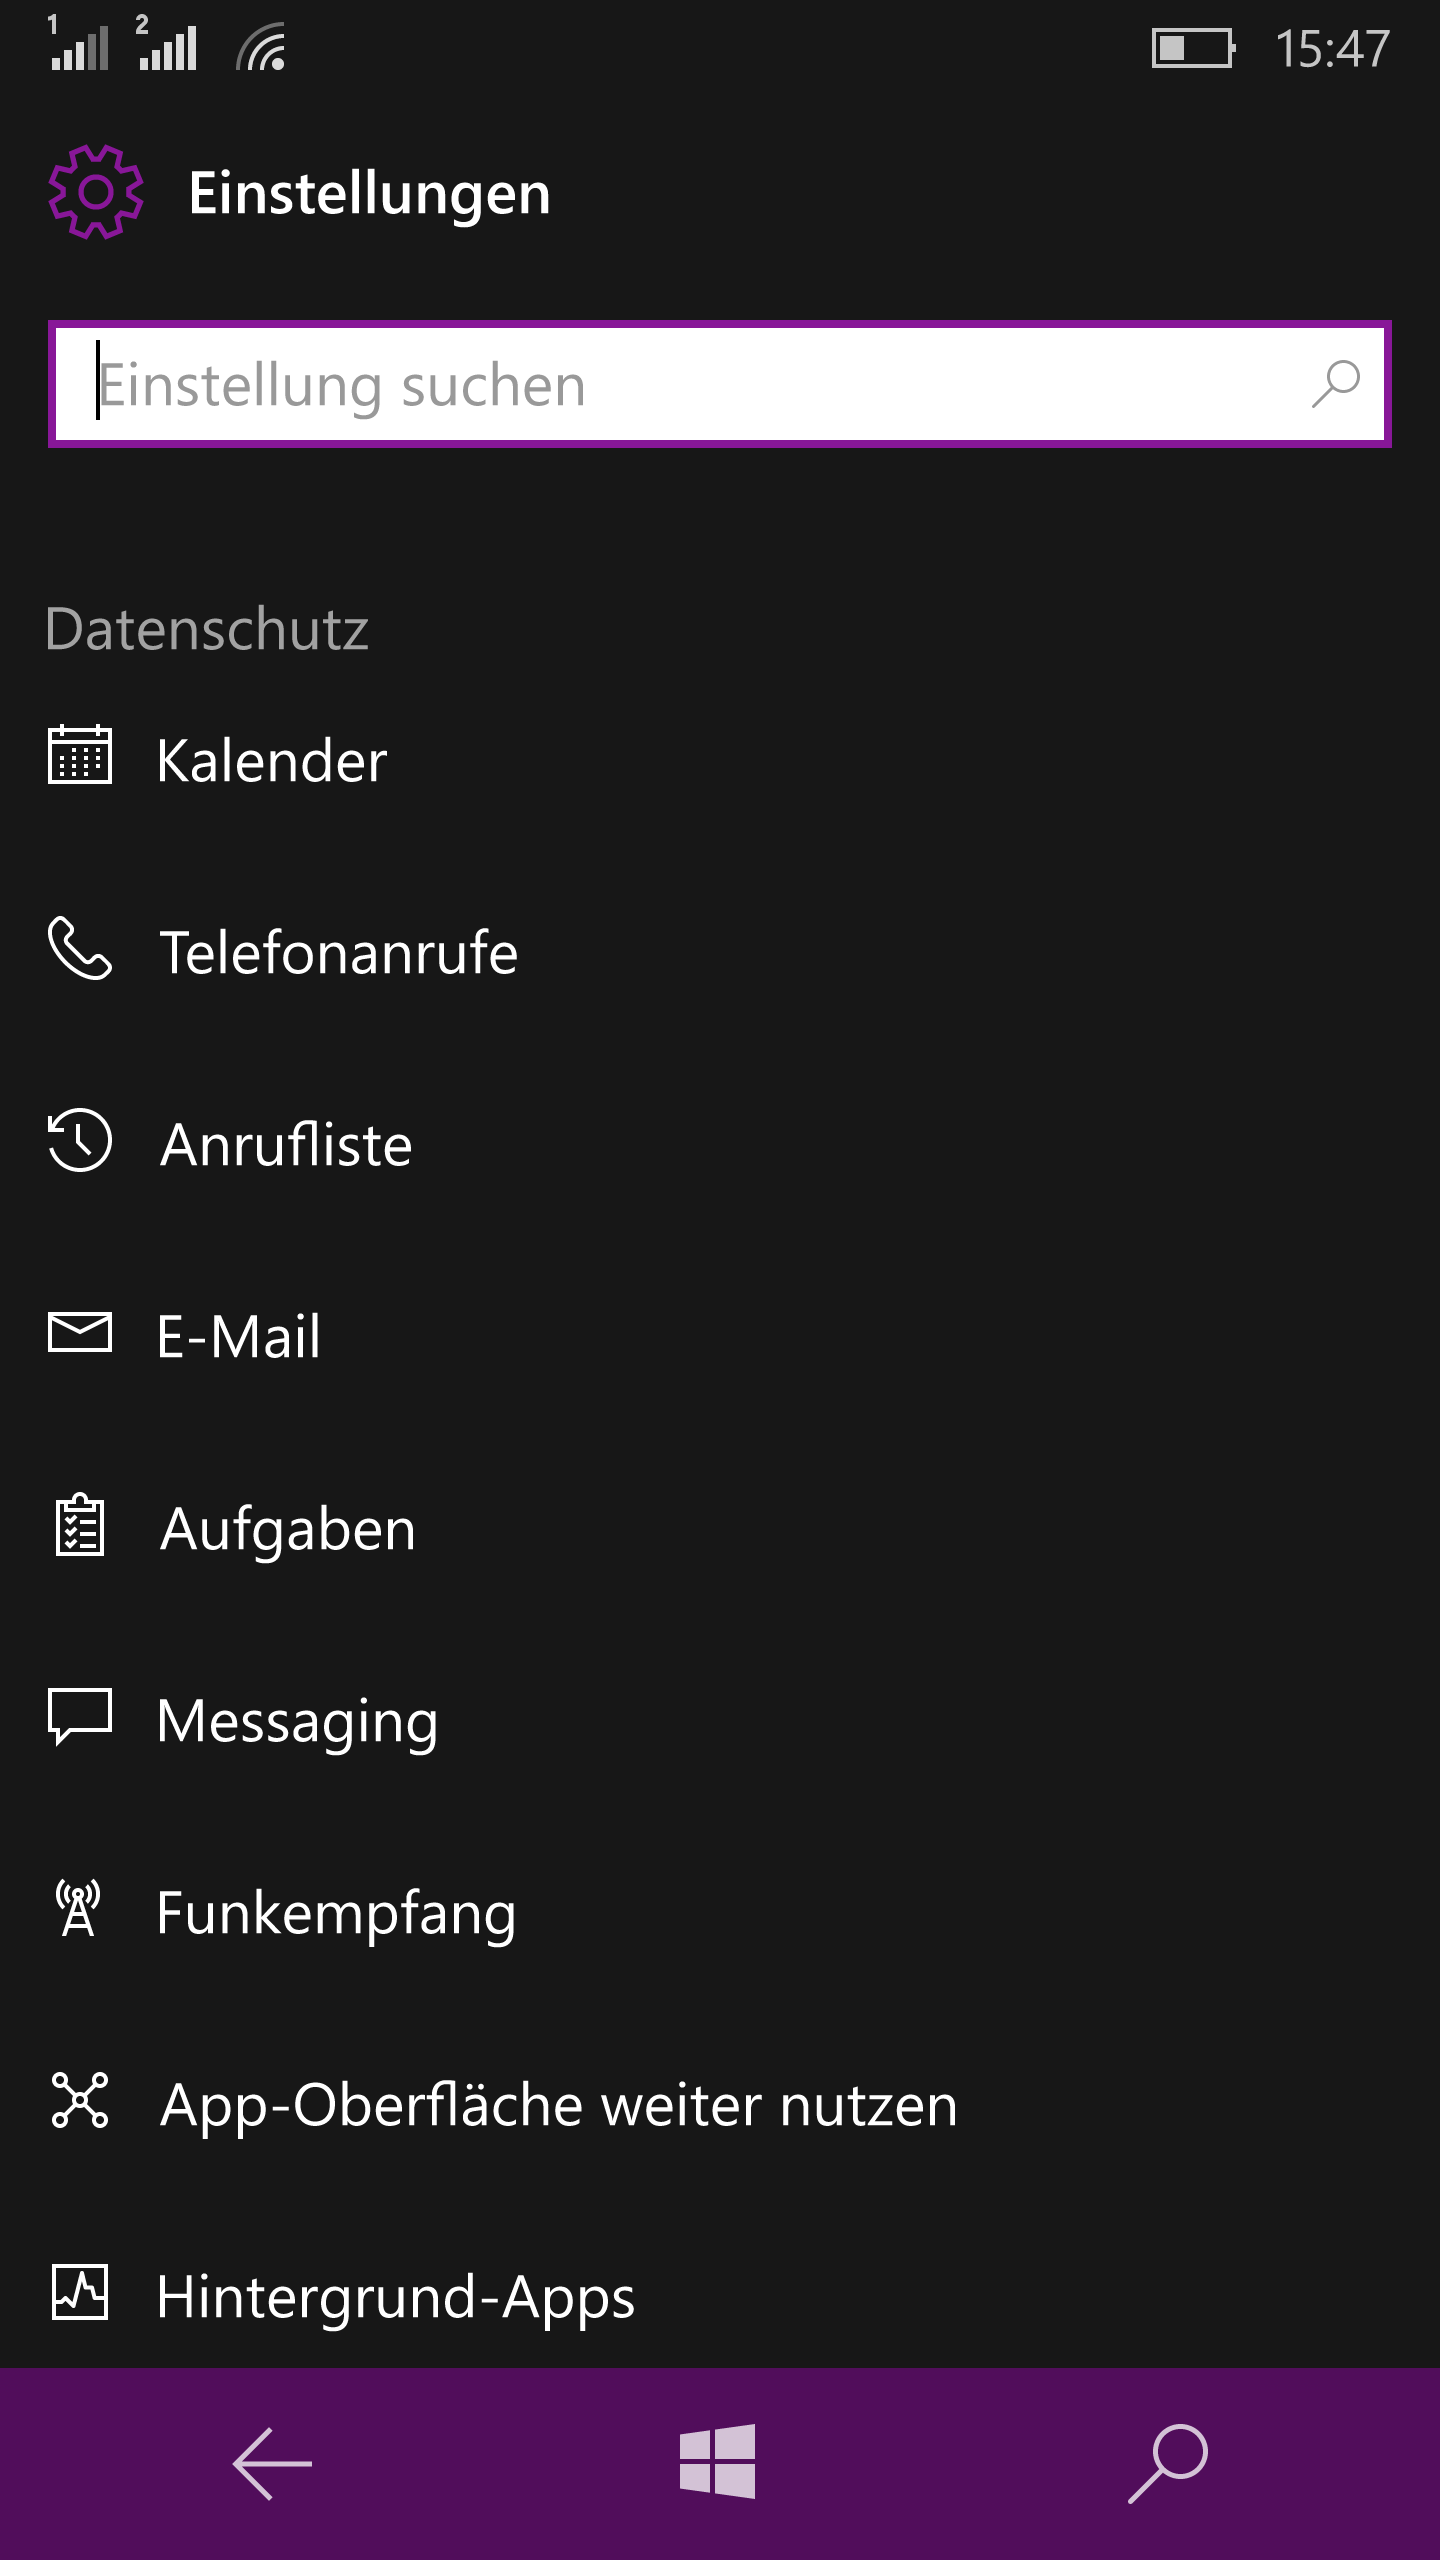 1 2 15:47
Einstellungen
Einstellung suchen
Datenschutz
Kalender
Telefonanrufe
Anrufliste
E-Mail
Aufgaben
Messaging
Funkempfang
App-Oberfläche weiter nutzen
Hintergrund-Apps